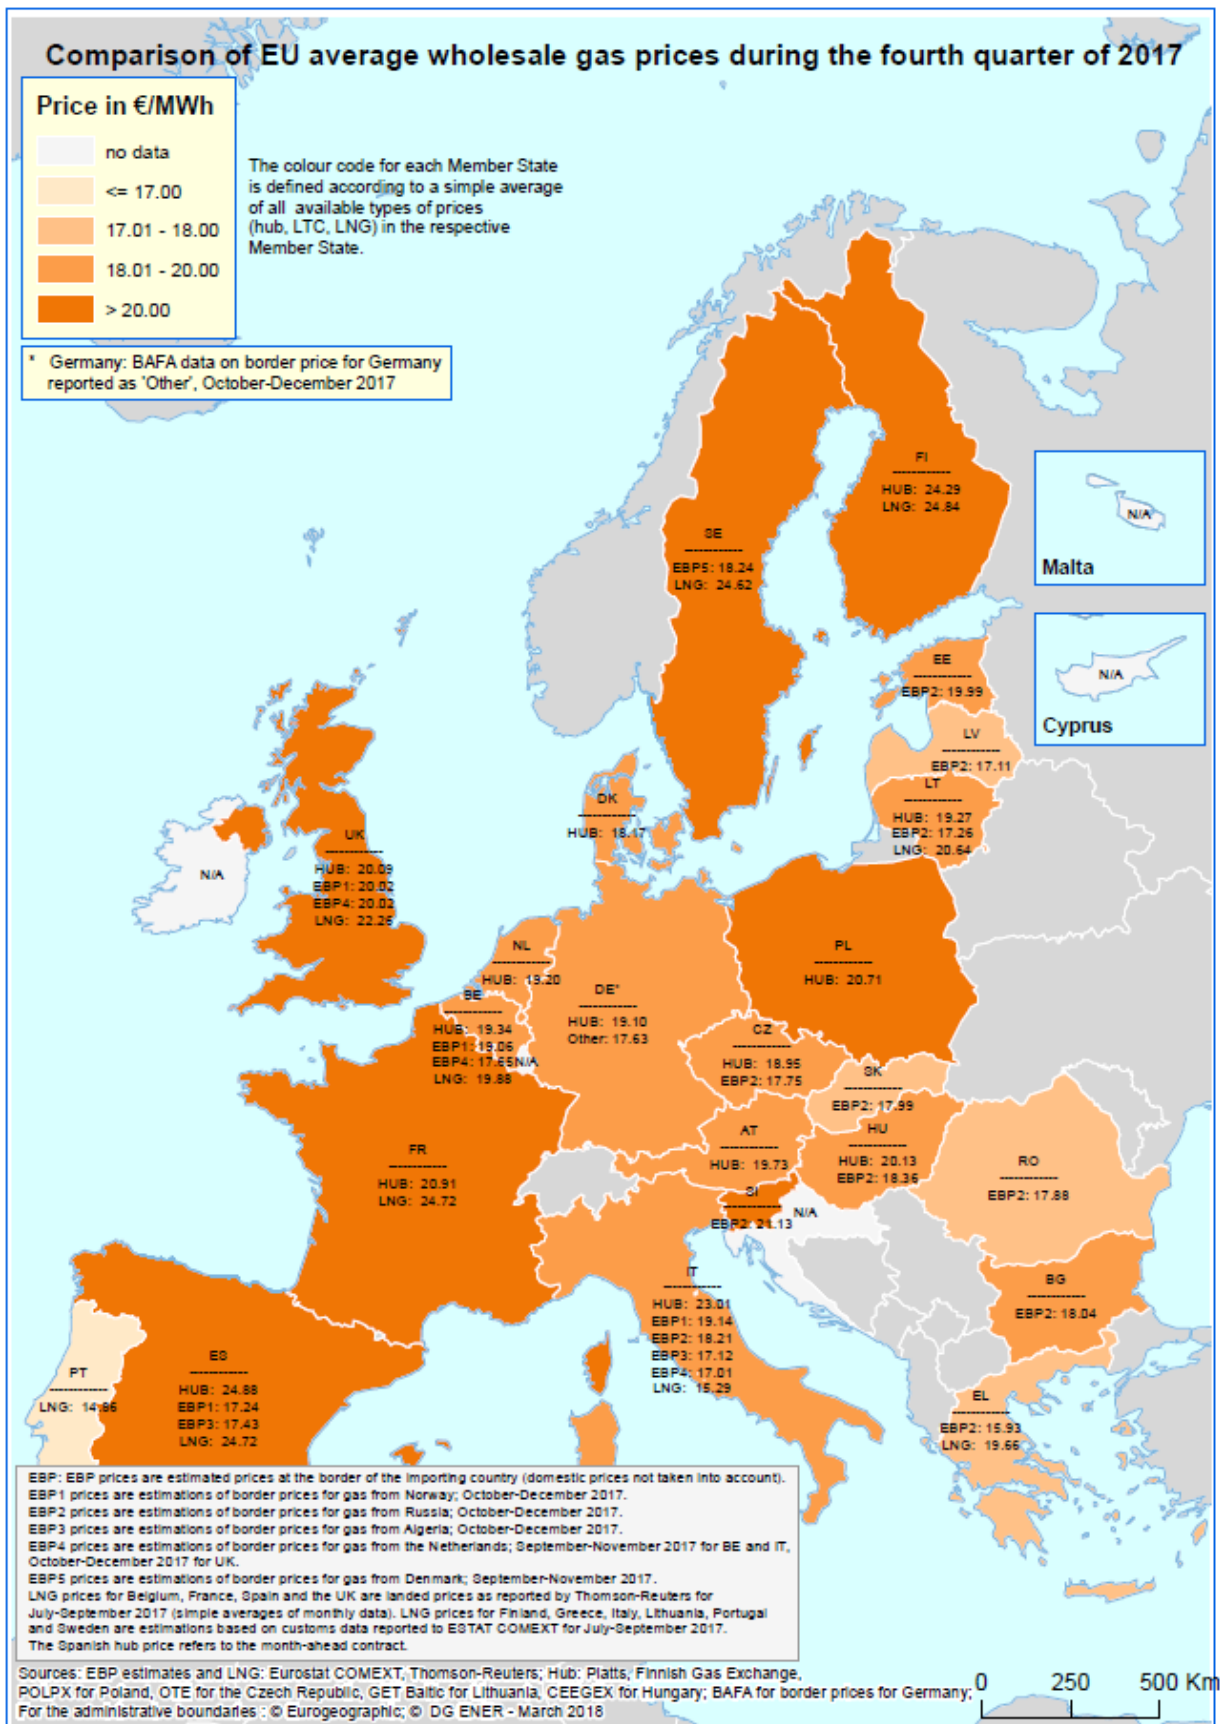 Comparison of EU average wholesale gas prices during the fourth quarter of 2017
Price in €/MWh
no data
<= 17.00
17.01 - 18.00
18.01 - 20.00
> 20.00
The colour code for each Member State
is defined according to a simple average
of all available types of prices
(hub, LTC, LNG) in the respective
Member State.
* Germany: BAFA data on border price for Germany
reported as 'Other', October-December 2017
FI
------------
HUB: 24.29
LNG: 24.84
SE
------------
EBP5: 18.24
LNG: 24.62
N/A
Malta
N/A
Cyprus
EE
------------
EBP2: 19.99
LV
------------
EBP2: 17.11
LT
------------
HUB: 19.27
EBP2: 17.26
LNG: 20.64
DK
------------
HUB: 18.17
UK
------------
HUB: 20.09
EBP1: 20.02
EBP4: 20.02
LNG: 22.26
N/A
NL
------------
HUB: 19.20
BE
------------
HUB: 19.34
EBP1: 19.06
EBP4: 17.65
LNG: 19.88
N/A
DE*
------------
HUB: 19.10
Other: 17.63
PL
------------
HUB: 20.71
CZ
------------
HUB: 18.95
EBP2: 17.75
SK
------------
EBP2: 17.99
AT
------------
HUB: 19.73
HU
------------
HUB: 20.13
EBP2: 18.36
RO
------------
EBP2: 17.88
FR
------------
HUB: 20.91
LNG: 24.72
SI
------------
EBP2: 21.13
N/A
IT
------------
HUB: 23.01
EBP1: 19.14
EBP2: 18.21
EBP3: 17.12
EBP4: 17.01
LNG: 15.29
BG
------------
EBP2: 18.04
PT
------------
LNG: 14.86
ES
------------
HUB: 24.88
EBP1: 17.24
EBP3: 17.43
LNG: 24.72
EL
------------
EBP2: 15.93
LNG: 19.66
EBP: EBP prices are estimated prices at the border of the importing country (domestic prices not taken into account).
EBP1 prices are estimations of border prices for gas from Norway; October-December 2017.
EBP2 prices are estimations of border prices for gas from Russia; October-December 2017.
EBP3 prices are estimations of border prices for gas from Algeria; October-December 2017.
EBP4 prices are estimations of border prices for gas from the Netherlands; September-November 2017 for BE and IT,
October-December 2017 for UK.
EBP5 prices are estimations of border prices for gas from Denmark; September-November 2017.
LNG prices for Belgium, France, Spain and the UK are landed prices as reported by Thomson-Reuters for
July-September 2017 (simple averages of monthly data). LNG prices for Finland, Greece, Italy, Lithuania, Portugal
and Sweden are estimations based on customs data reported to ESTAT COMEXT for July-September 2017.
The Spanish hub price refers to the month-ahead contract.
Sources: EBP estimates and LNG: Eurostat COMEXT, Thomson-Reuters; Hub: Platts, Finnish Gas Exchange,
POLPX for Poland, OTE for the Czech Republic, GET Baltic for Lithuania, CEEGEX for Hungary; BAFA for border prices for Germany;
For the administrative boundaries : © Eurogeographic; © DG ENER - March 2018
0 250 500 Km